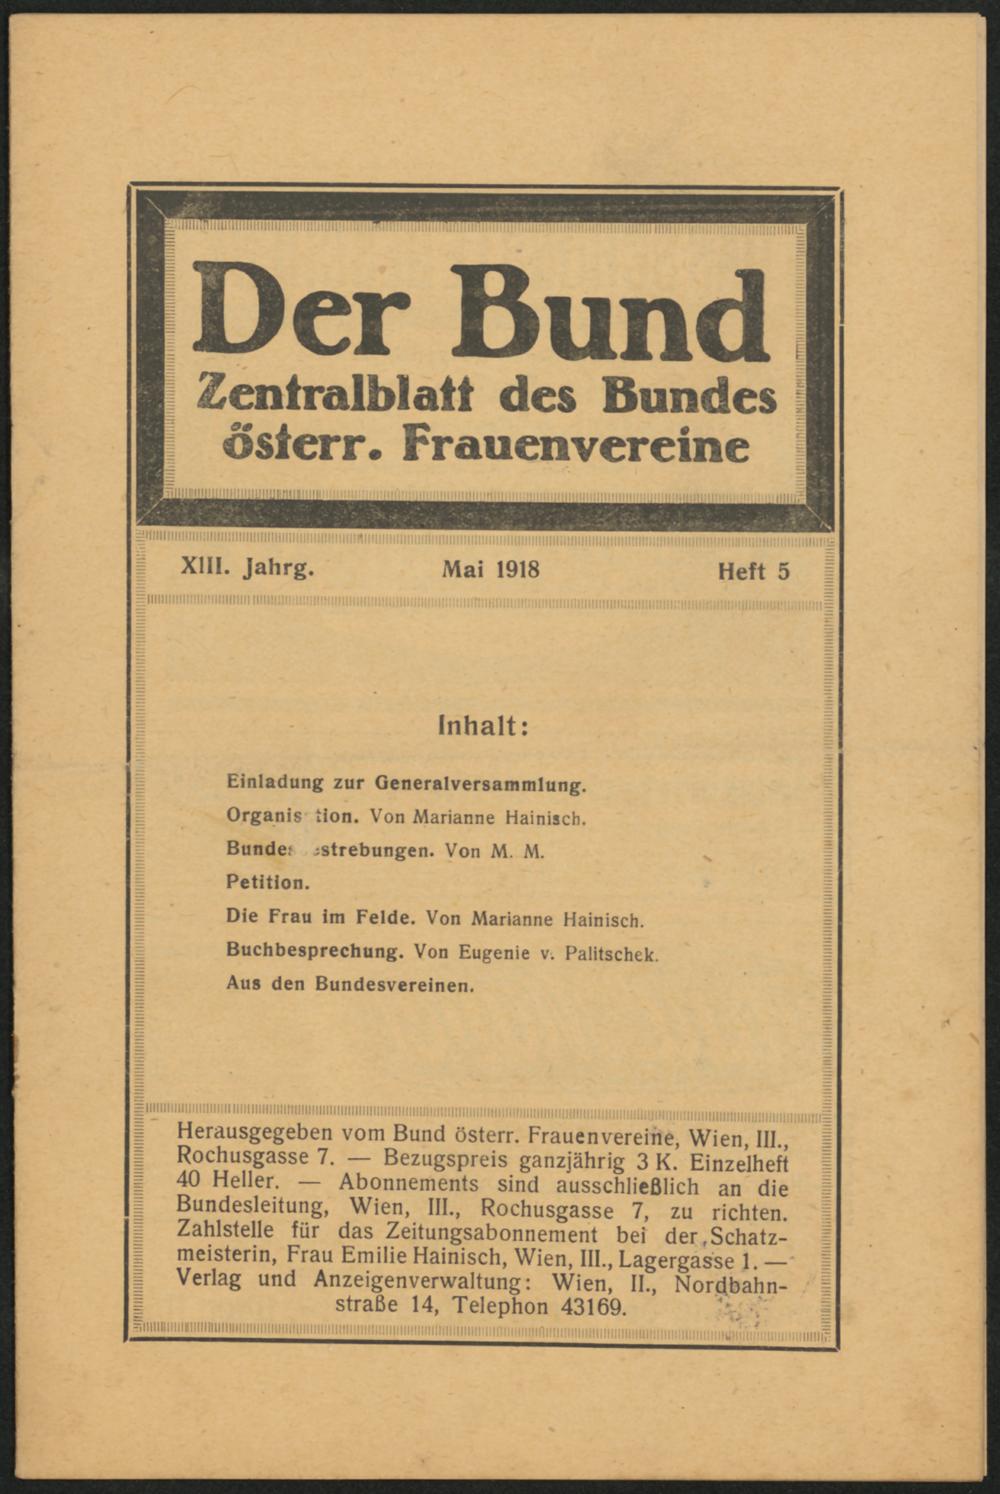 Der Bund
Zentralblatt des Bundes
österr. Frauenvereine
XIII. Jahrg. Mai 1918 Heft 5
Inhalt:
Einladung zur Generalversammlung.
Organis tion. Von Marianne Hainisch.
Bunde estrebungen. Von M. M.
Petition.
Die Frau im Felde. Von Marianne Hainisch.
Buchbesprechung. Von Eugenie v. Palitschek.
Aus den Bundesvereinen.
Herausgegeben vom Bund österr. Frauenvereine, Wien, III.,
Rochusgasse 7. — Bezugspreis ganzjährig 3 K. Einzelheft
40 Heller. — Abonnements sind ausschließlich an die
Bundesleitung, Wien, III., Rochusgasse 7, zu richten.
Zahlstelle für das Zeitungsabonnement bei der Schatz-
meisterin, Frau Emilie Hainisch, Wien, III., Lagergasse 1. —
Verlag und Anzeigenverwaltung: Wien, II., Nordbahn-
straße 14, Telephon 43169.